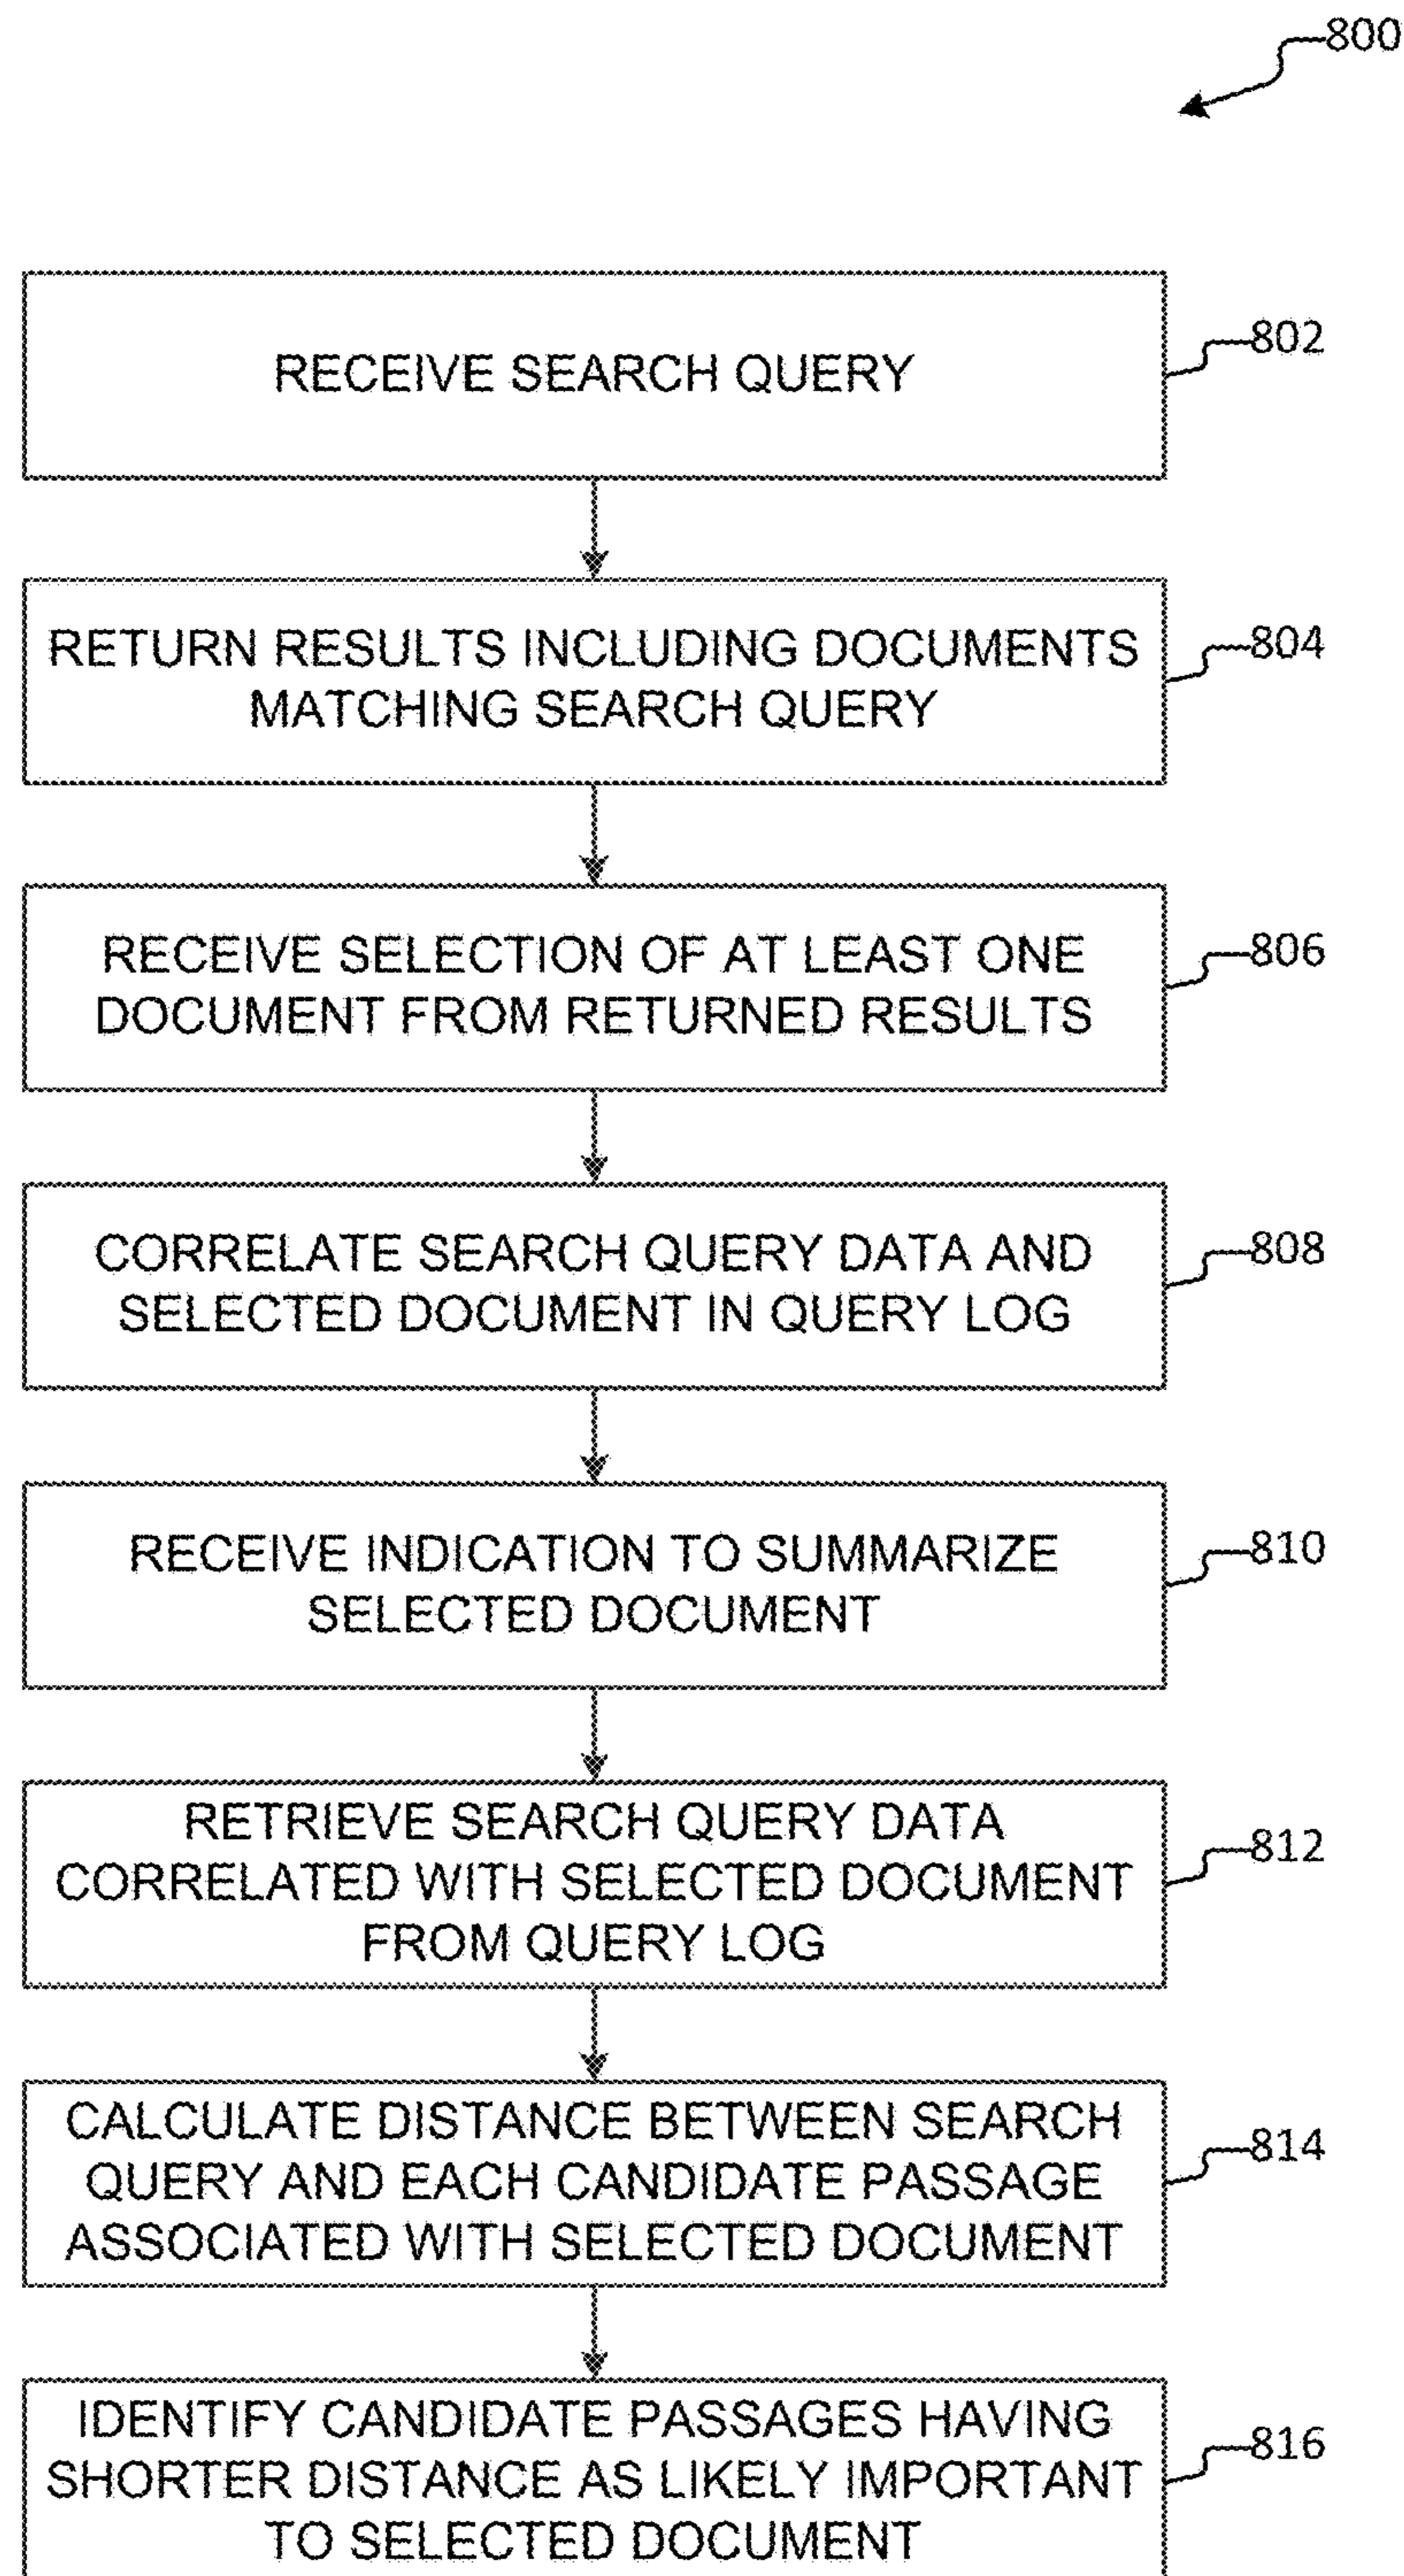 800
RECEIVE SEARCH QUERY
802
RETURN RESULTS INCLUDING DOCUMENTS
MATCHING SEARCH QUERY
804
RECEIVE SELECTION OF AT LEAST ONE
DOCUMENT FROM RETURNED RESULTS
806
CORRELATE SEARCH QUERY DATA AND
SELECTED DOCUMENT IN QUERY LOG
808
RECEIVE INDICATION TO SUMMARIZE
SELECTED DOCUMENT
810
RETRIEVE SEARCH QUERY DATA
CORRELATED WITH SELECTED DOCUMENT
FROM QUERY LOG
812
CALCULATE DISTANCE BETWEEN SEARCH
QUERY AND EACH CANDIDATE PASSAGE
ASSOCIATED WITH SELECTED DOCUMENT
814
IDENTIFY CANDIDATE PASSAGES HAVING
SHORTER DISTANCE AS LIKELY IMPORTANT
TO SELECTED DOCUMENT
816